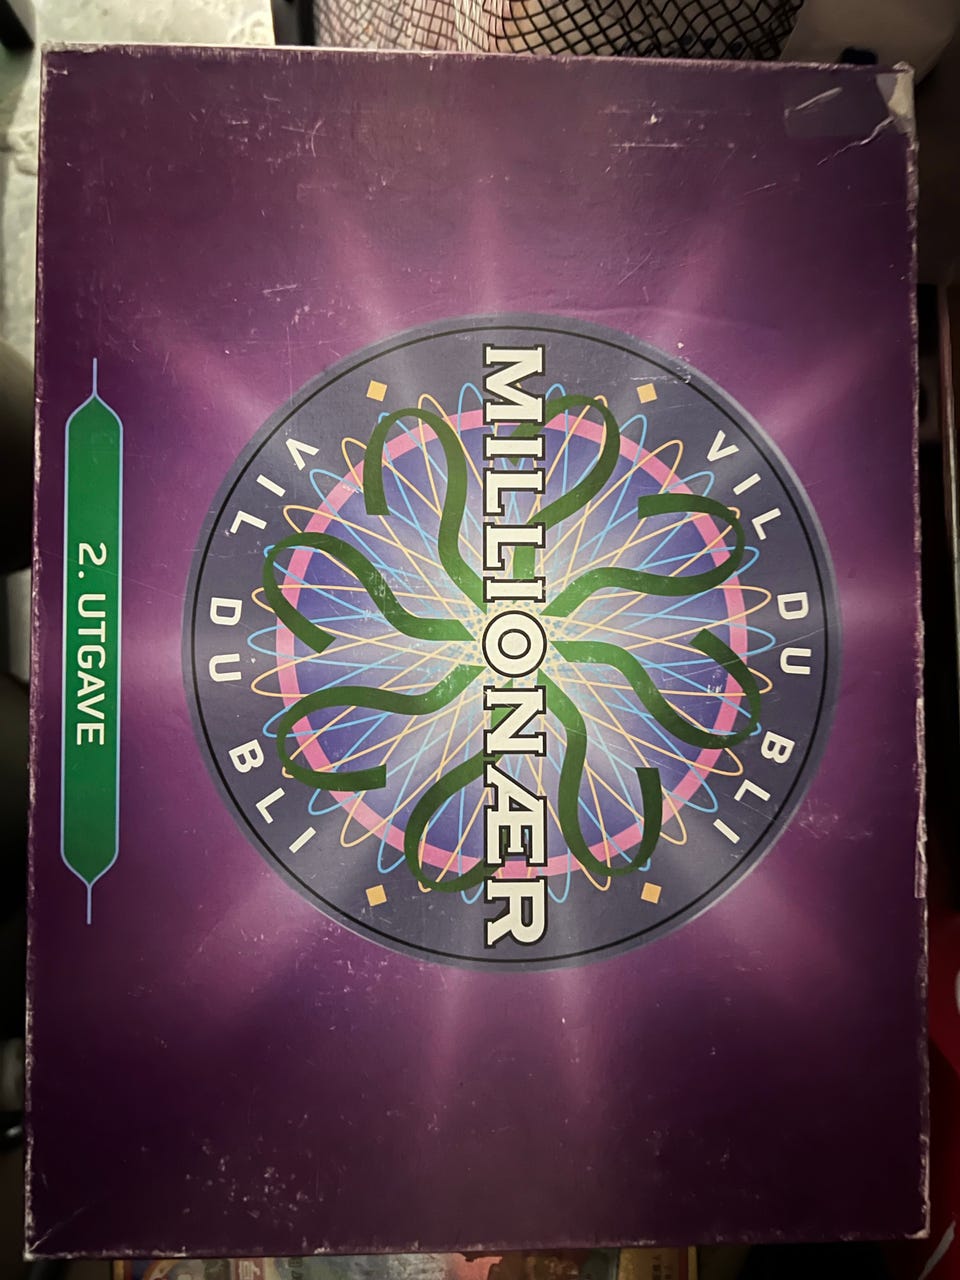 VIL DU BLI
MILLIONÆR
VIL DU BLI
2. UTGAVE